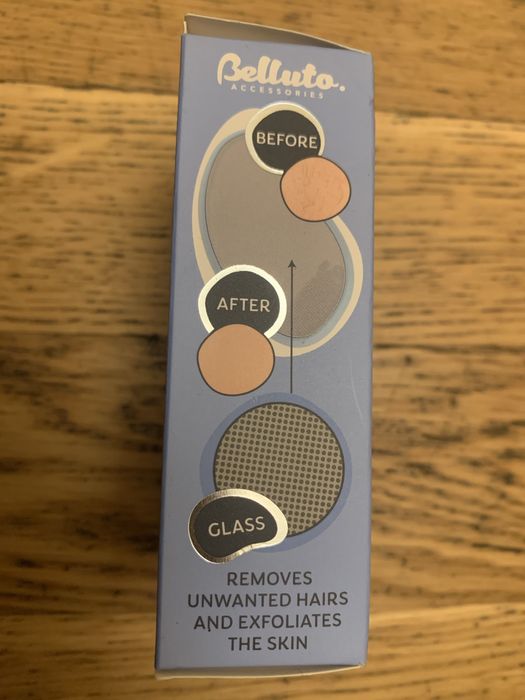 Belluto.
ACCESSORIES
BEFORE
AFTER
GLASS
REMOVES
UNWANTED HAIRS
AND EXFOLIATES
THE SKIN